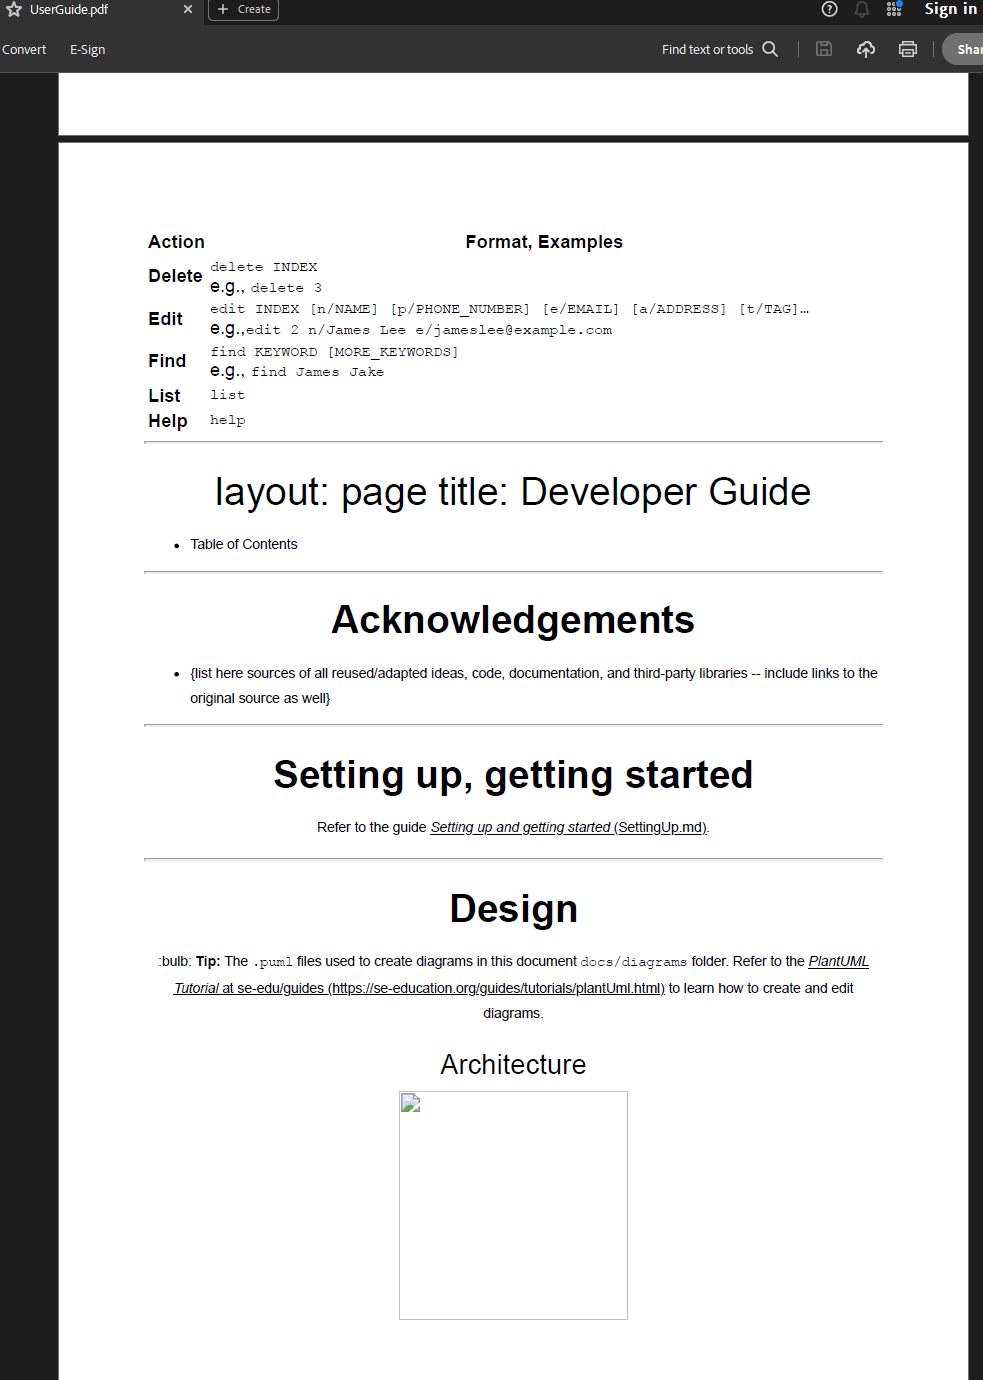 UserGuide.pdf
Create
Sign in
Convert E-Sign
Find text or tools
Action Format, Examples
Delete delete INDEX
e.g., delete 3
Edit edit INDEX [n/NAME] [p/PHONE_NUMBER] [e/EMAIL] [a/ADDRESS] [t/TAG]…
e.g.,edit 2 n/James Lee e/jameslee@example.com
Find find KEYWORD [MORE_KEYWORDS]
e.g., find James Jake
List list
Help help
layout: page title: Developer Guide
• Table of Contents
Acknowledgements
• {list here sources of all reused/adapted ideas, code, documentation, and third-party libraries -- include links to the
original source as well}
Setting up, getting started
Refer to the guide Setting up and getting started (SettingUp.md).
Design
:bulb: Tip: The .puml files used to create diagrams in this document docs/diagrams folder. Refer to the PlantUML
Tutorial at se-edu/guides (https://se-education.org/guides/tutorials/plantUml.html) to learn how to create and edit
diagrams.
Architecture